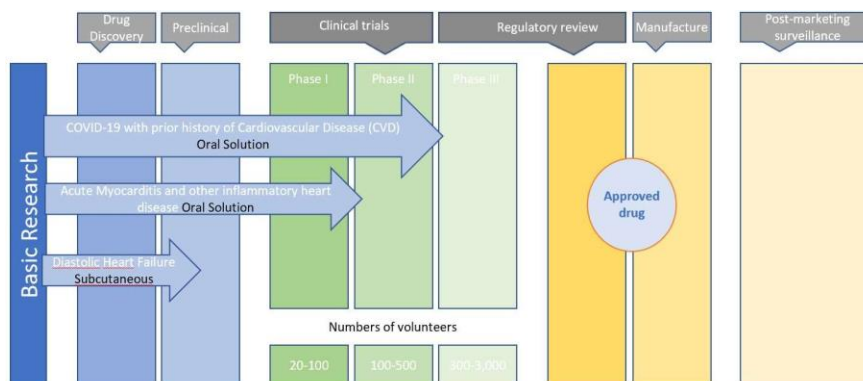 Drug
Discovery
Preclinical
Clinical trials
Regulatory review
Manufacture
Post-marketing
surveillance
Basic Research
Phase I
Phase II
Phase III
COVID-19 with prior history of Cardiovascular Disease (CVD)
Oral Solution
Acute Myocarditis and other inflammatory heart
disease Oral Solution
Diastolic Heart Failure
Subcutaneous
Approved
drug
Numbers of volunteers
20-100
100-500
300-3,000